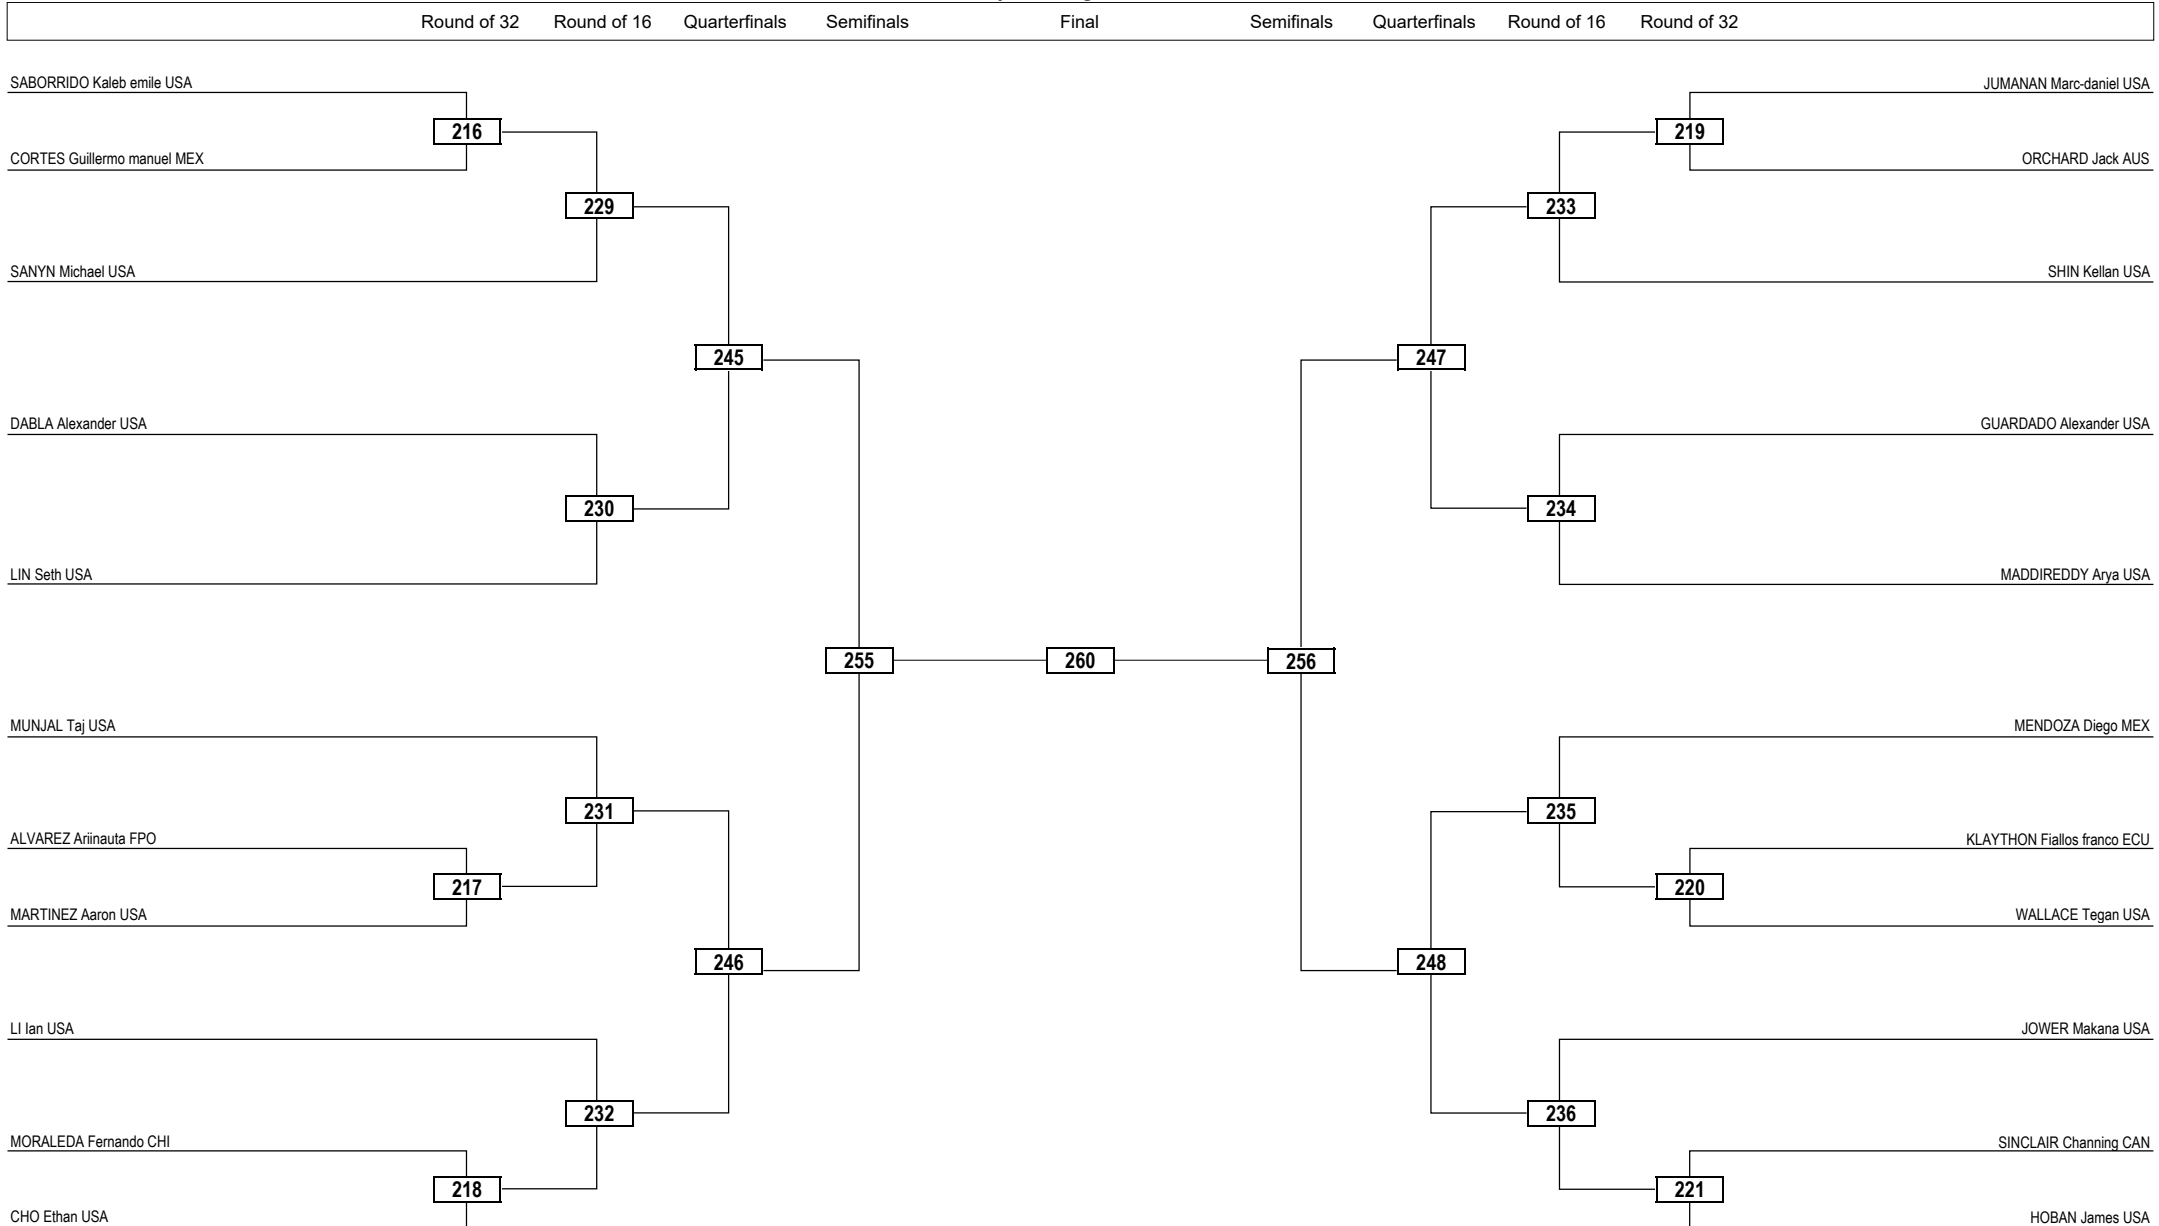 Round of 32 Round of 16 Quarterfinals Semifinals Final Semifinals Quarterfinals Round of 16 Round of 32
SABORRIDO Kaleb emile USA JUMANAN Marc-daniel USA
216 219
CORTES Guillermo manuel MEX ORCHARD Jack AUS
229 233
SANYN Michael USA SHIN Kellan USA
245 247
DABLA Alexander USA GUARDADO Alexander USA
230 234
LIN Seth USA MADDIREDDY Arya USA
255 260 256
MUNJAL Taj USA MENDOZA Diego MEX
231 235
ALVAREZ Ariinauta FPO KLAYTHON Fiallos franco ECU
217 220
MARTINEZ Aaron USA WALLACE Tegan USA
246 248
LI Ian USA JOWER Makana USA
232 236
MORALEDA Fernando CHI SINCLAIR Channing CAN
218 221
CHO Ethan USA HOBAN James USA